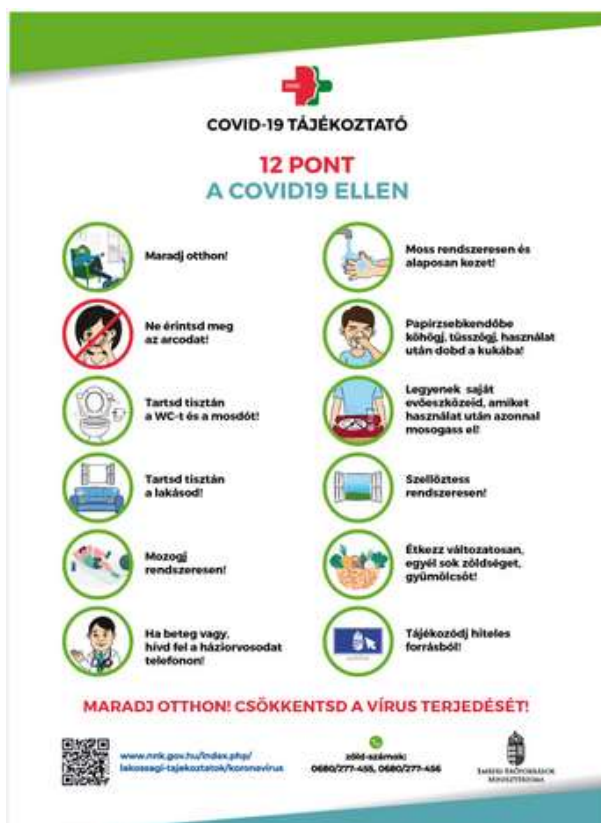 COVID-19 TÁJÉKOZTATÓ
12 PONT
A COVID19 ELLEN
Maradj otthon!
Moss rendszeresen és
alaposan kezet!
Ne érintsd meg
az arcodat!
Papírzsebkendőbe
köhögj, tüsszögj, használat
után dobd a kukába!
Tartsd tisztán
a WC-t és a mosdót!
Legyenek saját
evőeszközeid, amiket
használat után azonnal
mosogass el!
Tartsd tisztán
a lakásod!
Szellőztess
rendszeresen!
Mozogj
rendszeresen!
Étkezz változatosan,
egyél sok zöldséget,
gyümölcsöt!
Ha beteg vagy,
hívd fel a háziorvosodat
telefonon!
Tájékozódj hiteles
forrásból!
MARADJ OTTHON! CSÖKKENTSD A VÍRUS TERJEDÉSÉT!
www.nnk.gov.hu/index.php/
lakossagi-tajekoztatok/koronavirus
zöld-számok:
0680/277-455, 0680/277-456
EMBERI ERŐFORRÁSOK
MINISZTÉRIUMA